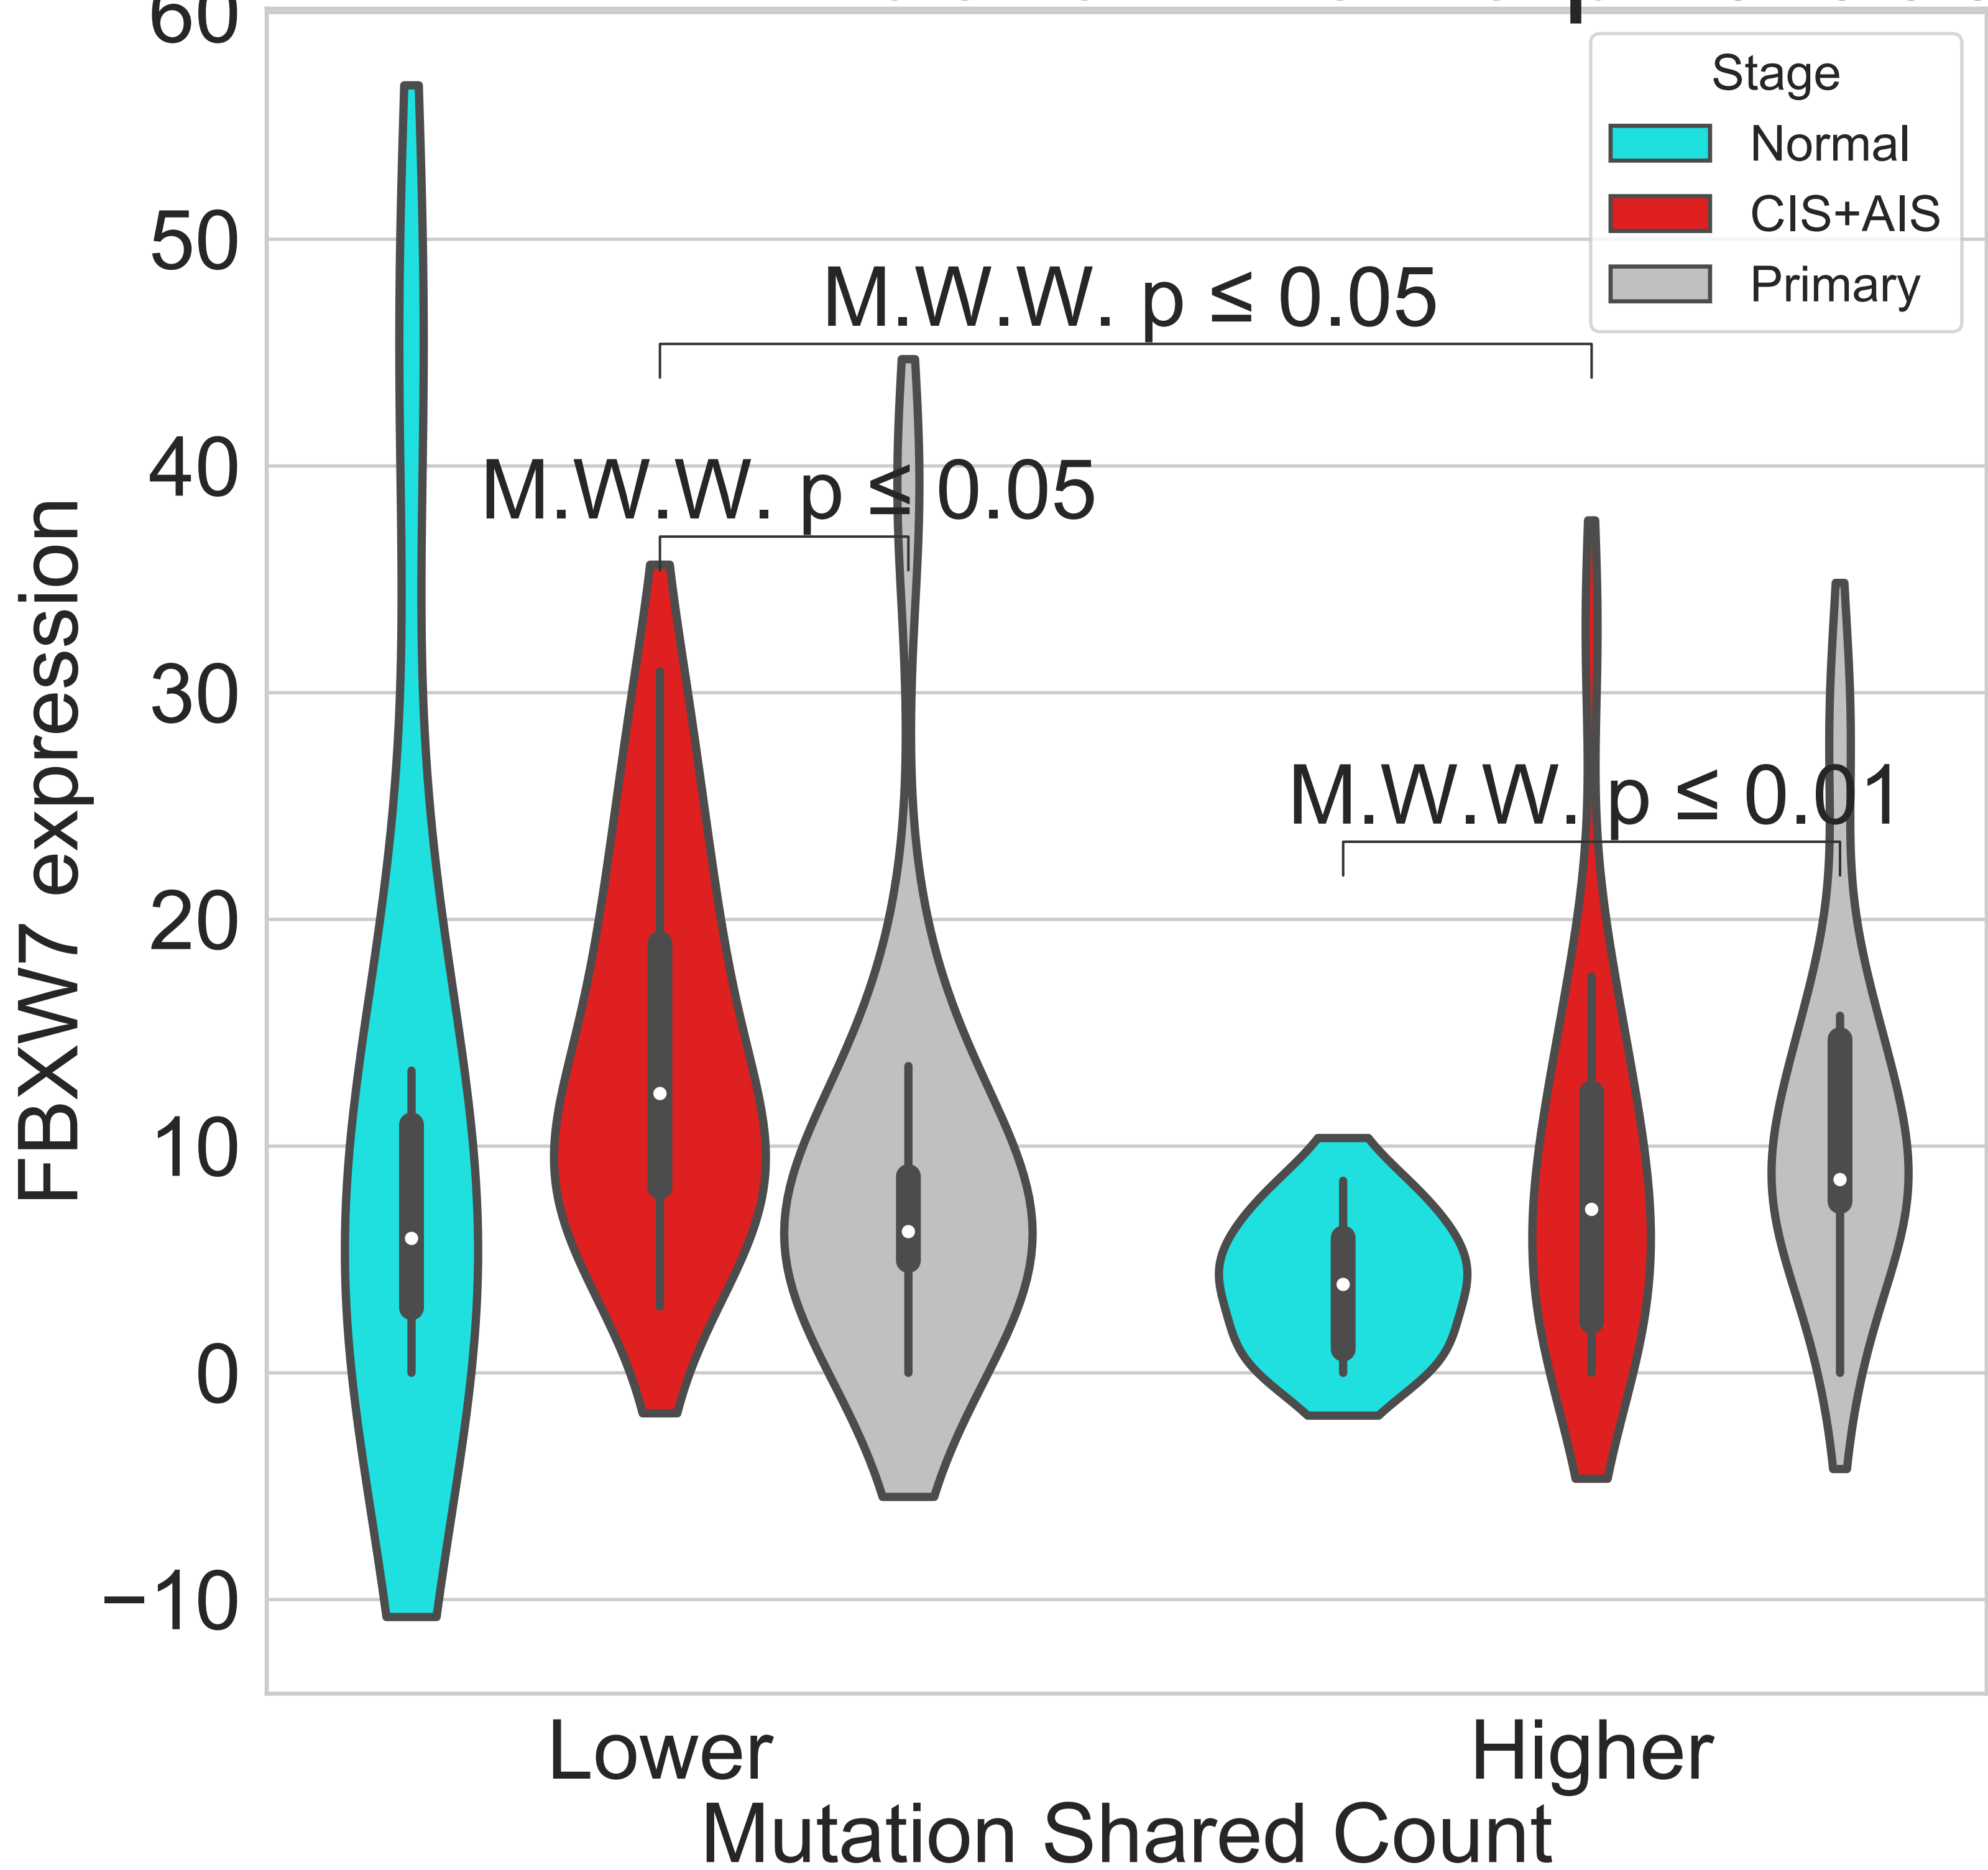 60
Stage
Normal
CIS+AIS
Primary
50
M.W.W. p ≤ 0.05
40
M.W.W. p ≤ 0.05
30
M.W.W. p ≤ 0.01
20
10
0
−10
FBXW7 expression
Lower
Higher
Mutation Shared Count